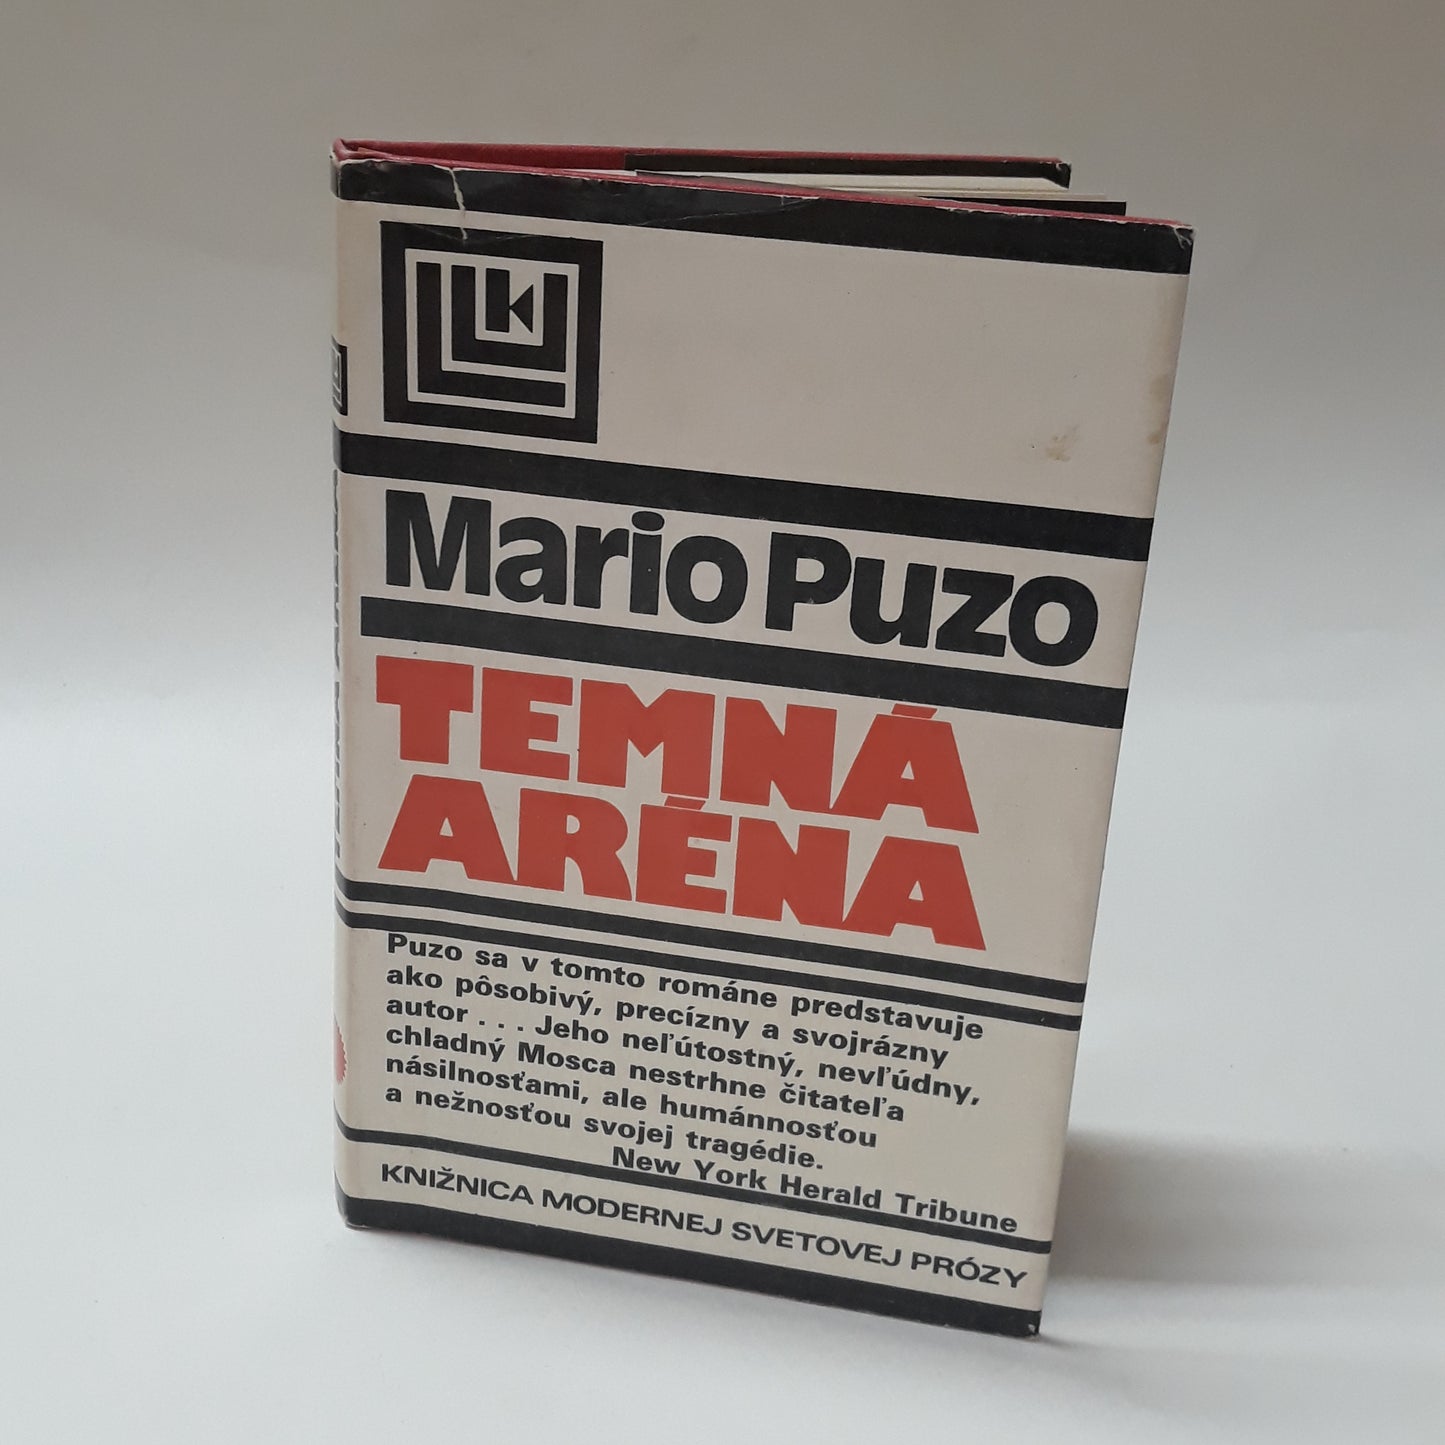 Mario Puzo
TEMNÁ
ARÉNA
Puzo sa v tomto románe predstavuje
ako pôsobivý, precízny a svojrázny
autor . . . Jeho neľútostný, nevľúdny,
chladný Mosca nestrhne čitateľa
násilnosťami, ale humánnosťou
a nežnosťou svojej tragédie.
New York Herald Tribune
KNIŽNICA MODERNEJ SVETOVEJ PRÓZY